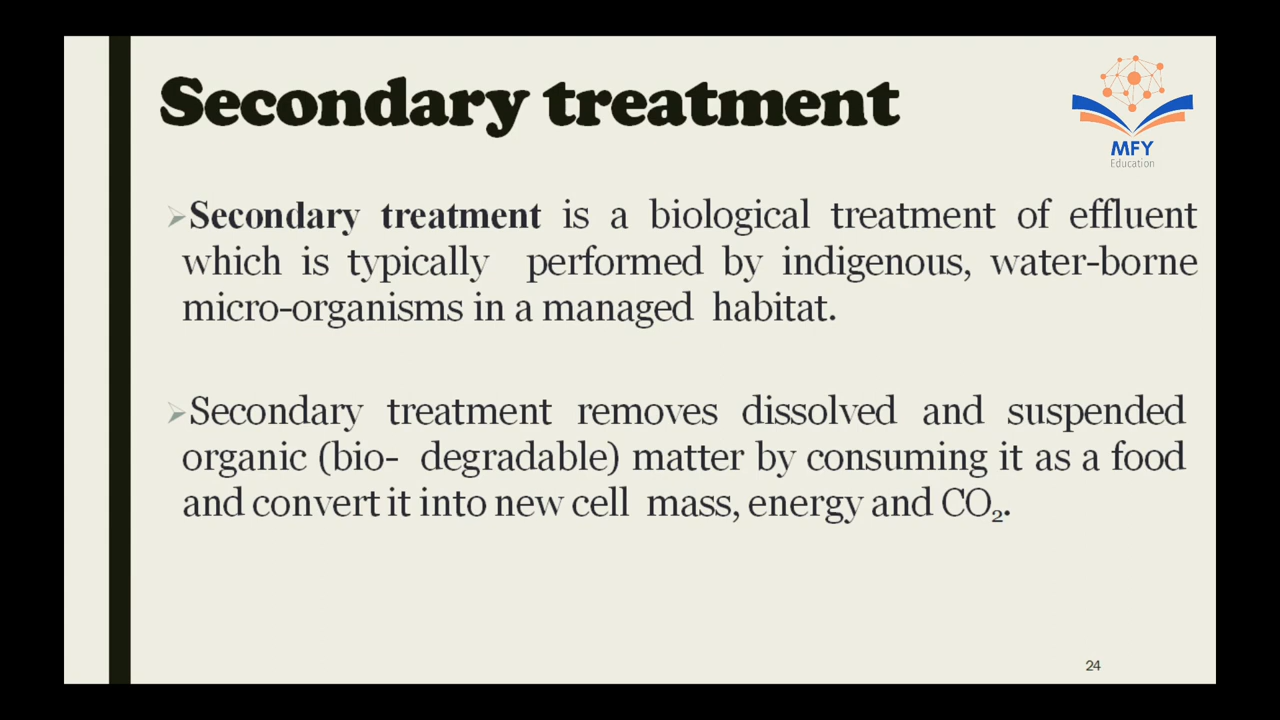 Secondary treatment
MFY
Education
➢Secondary treatment is a biological treatment of effluent
which is typically performed by indigenous, water-borne
micro-organisms in a managed habitat.
➢Secondary treatment removes dissolved and suspended
organic (bio- degradable) matter by consuming it as a food
and convert it into new cell mass, energy and CO₂.
24